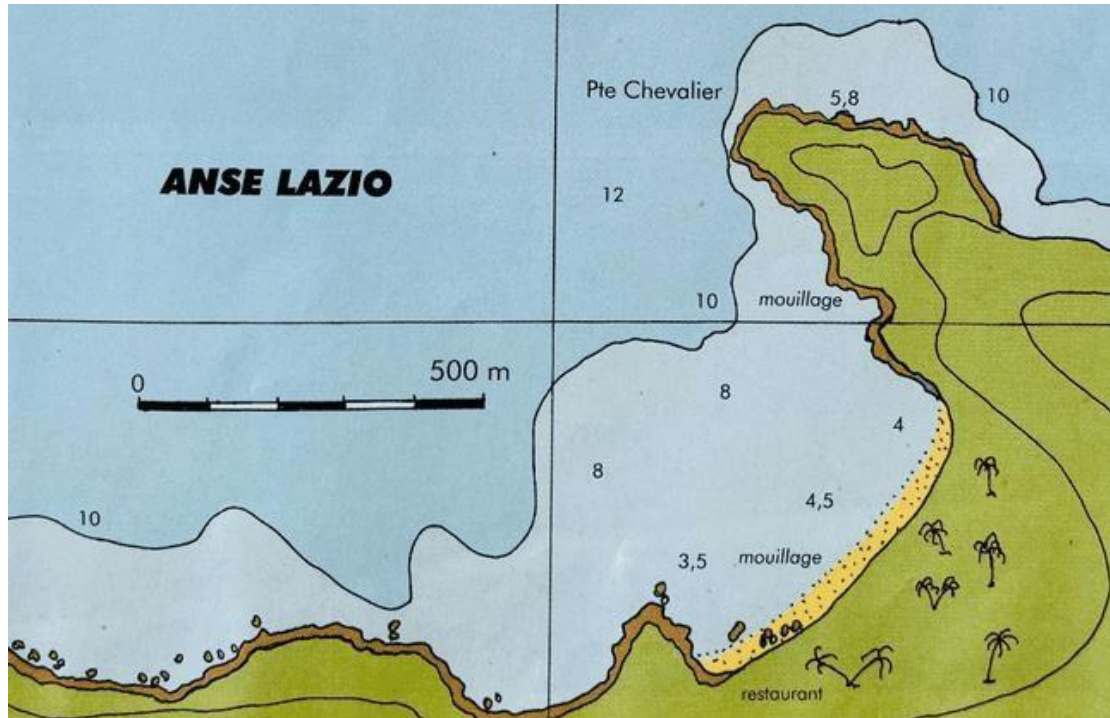 Pte Chevalier
5,8
10
ANSE LAZIO
12
10
mouillage
0
500 m
8
4
8
4,5
10
3,5
mouillage
restaurant